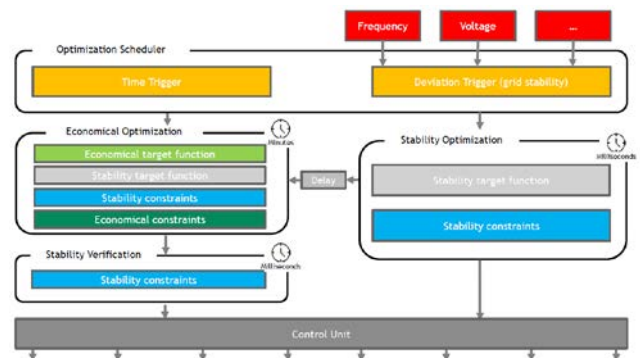 Frequency
Voltage
...
Optimization Scheduler
Time Trigger
Deviation Trigger (grid stability)
Economical Optimization
Minutes
Economical target function
Stability target function
Stability constraints
Economical constraints
Delay
Stability Optimization
Milliseconds
Stability target function
Stability constraints
Stability Verification
Milliseconds
Stability constraints
Control Unit